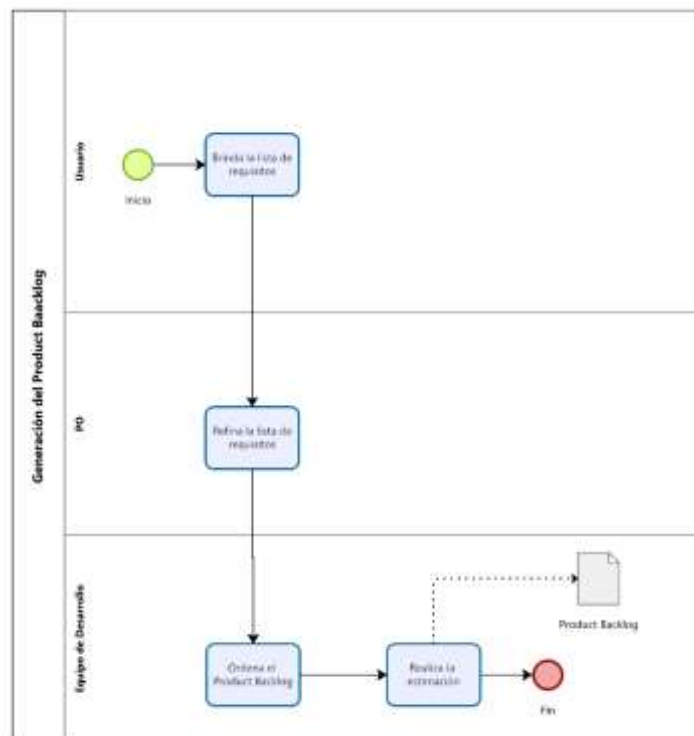 Generación del Product Baacklog
Usuario
Inicio
Brinda la lista de
requisitos
PO
Refina la lista de
requisitos
Equipo de Desarrollo
Ordena el
Product Backlog
Realiza la
estimación
Product Backlog
Fin